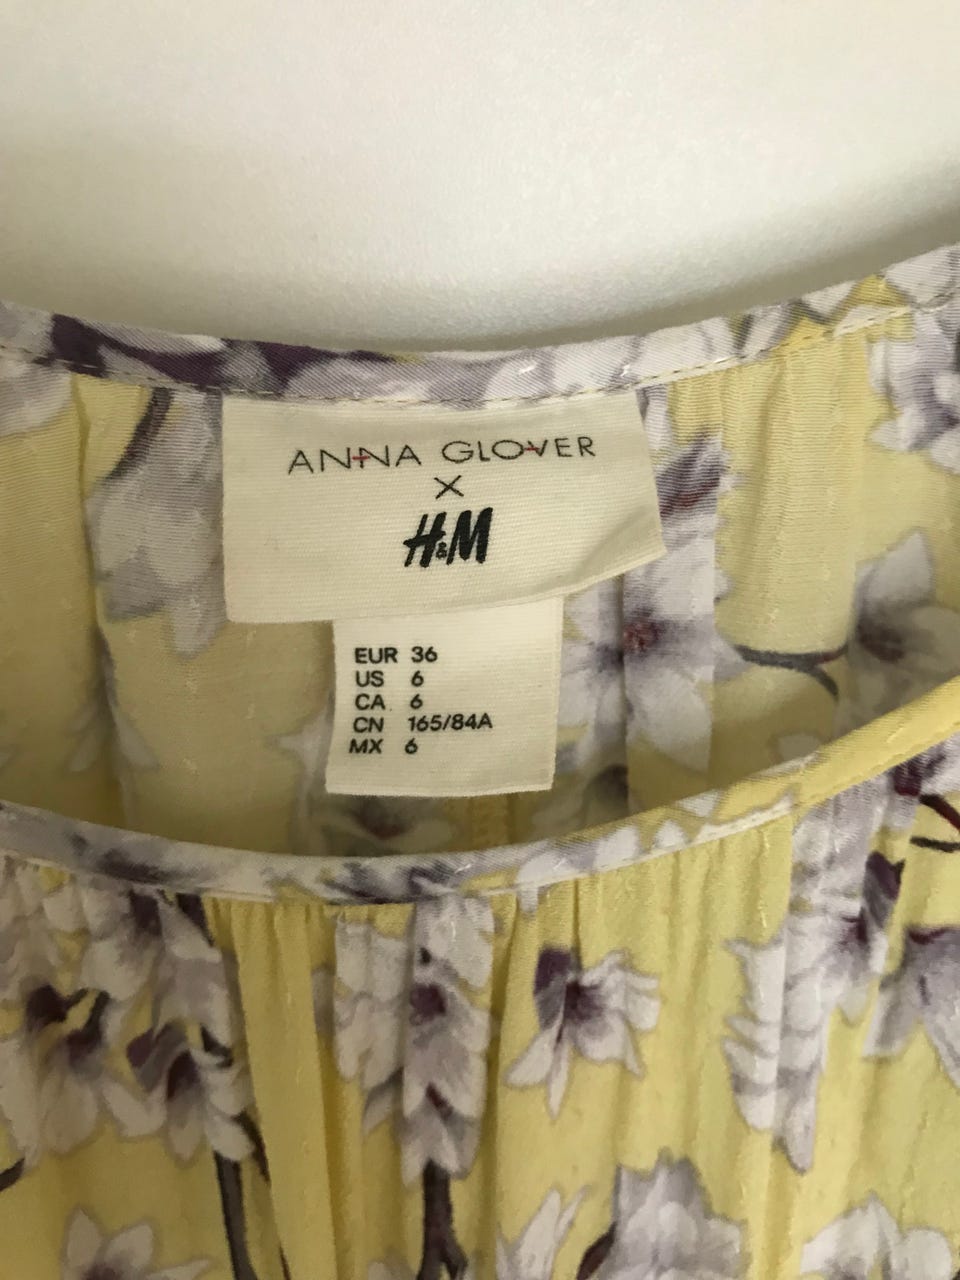 ANNA GLOVER
X
H&M
EUR 36
US 6
CA 6
CN 165/84A
MX 6